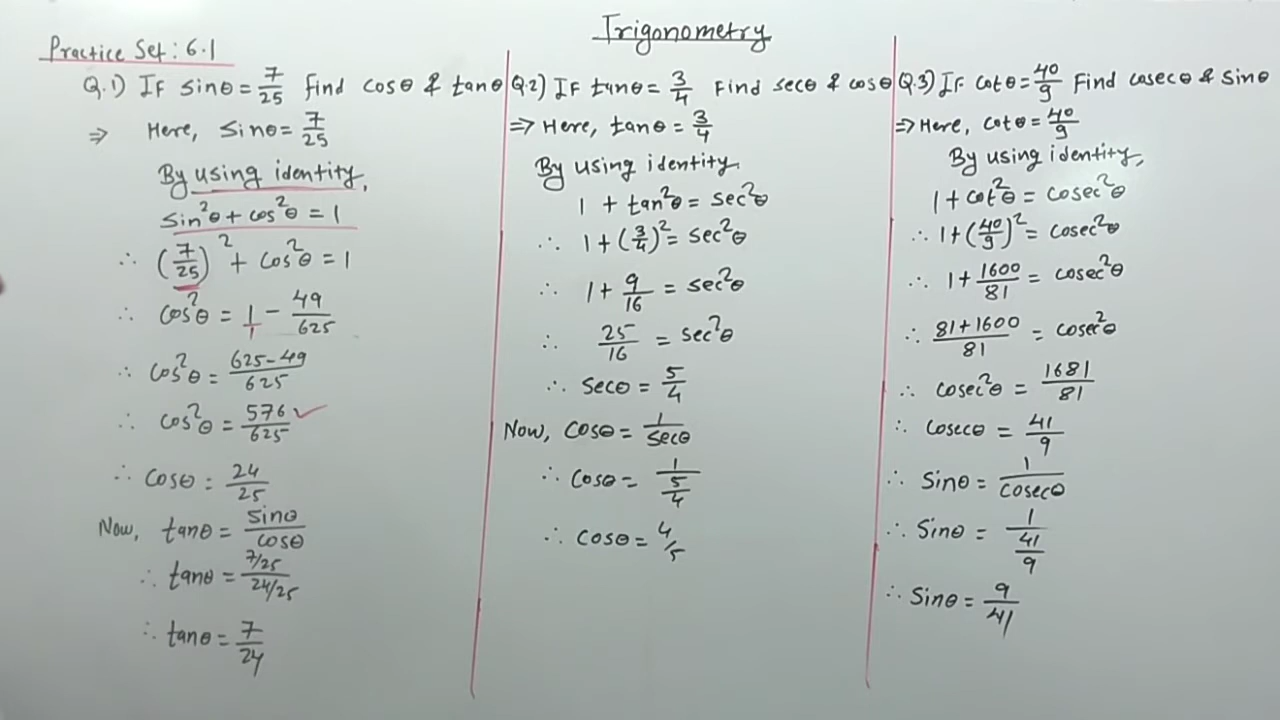 Trigonometry
Practice Set : 6.1
Q.1) If sinθ = 7/25 find cosθ & tanθ
⇒ Here, sinθ = 7/25
By using identity,
sin²θ + cos²θ = 1
∴ (7/25)² + cos²θ = 1
∴ cos²θ = 1/1 - 49/625
∴ cos²θ = 625-49/625
∴ cos²θ = 576/625 ✓
∴ cosθ = 24/25
Now, tanθ = sinθ/cosθ
∴ tanθ = 7/25/24/25
∴ tanθ = 7/24
Q.2) If tanθ = 3/4 Find secθ & cosθ
⇒ Here, tanθ = 3/4
By using identity.
1 + tan²θ = sec²θ
∴ 1 + (3/4)² = sec²θ
∴ 1 + 9/16 = sec²θ
∴ 25/16 = sec²θ
∴ secθ = 5/4
Now, cosθ = 1/secθ
∴ cosθ = 1/5/4
∴ cosθ = 4/5
Q.3) If cotθ = 40/9 Find cosecθ & sinθ
⇒ Here, cotθ = 40/9
By using identity,
1 + cot²θ = cosec²θ
∴ 1 + (40/9)² = cosec²θ
∴ 1 + 1600/81 = cosec²θ
∴ 81+1600/81 = cosec²θ
∴ cosec²θ = 1681/81
∴ cosecθ = 41/9
∴ sinθ = 1/cosecθ
∴ sinθ = 1/41/9
∴ sinθ = 9/41